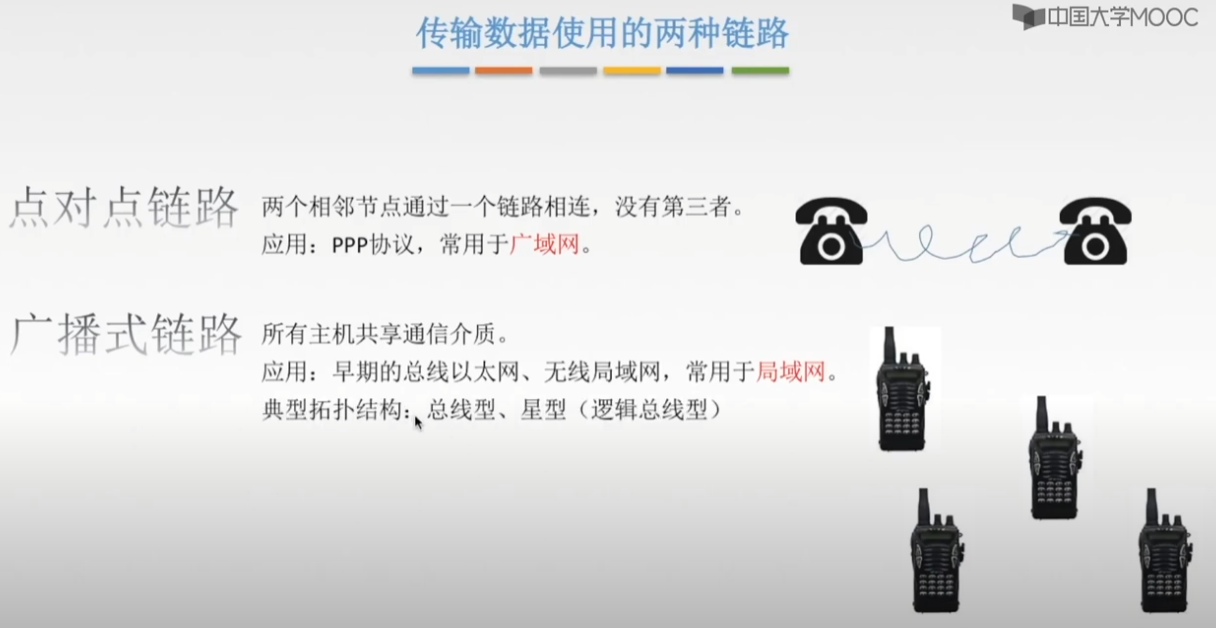 传输数据使用的两种链路
中国大学MOOC
点对点链路
两个相邻节点通过一个链路相连，没有第三者。
应用：PPP协议，常用于广域网。
广播式链路
所有主机共享通信介质。
应用：早期的总线以太网、无线局域网，常用于局域网。
典型拓扑结构：总线型、星型（逻辑总线型）